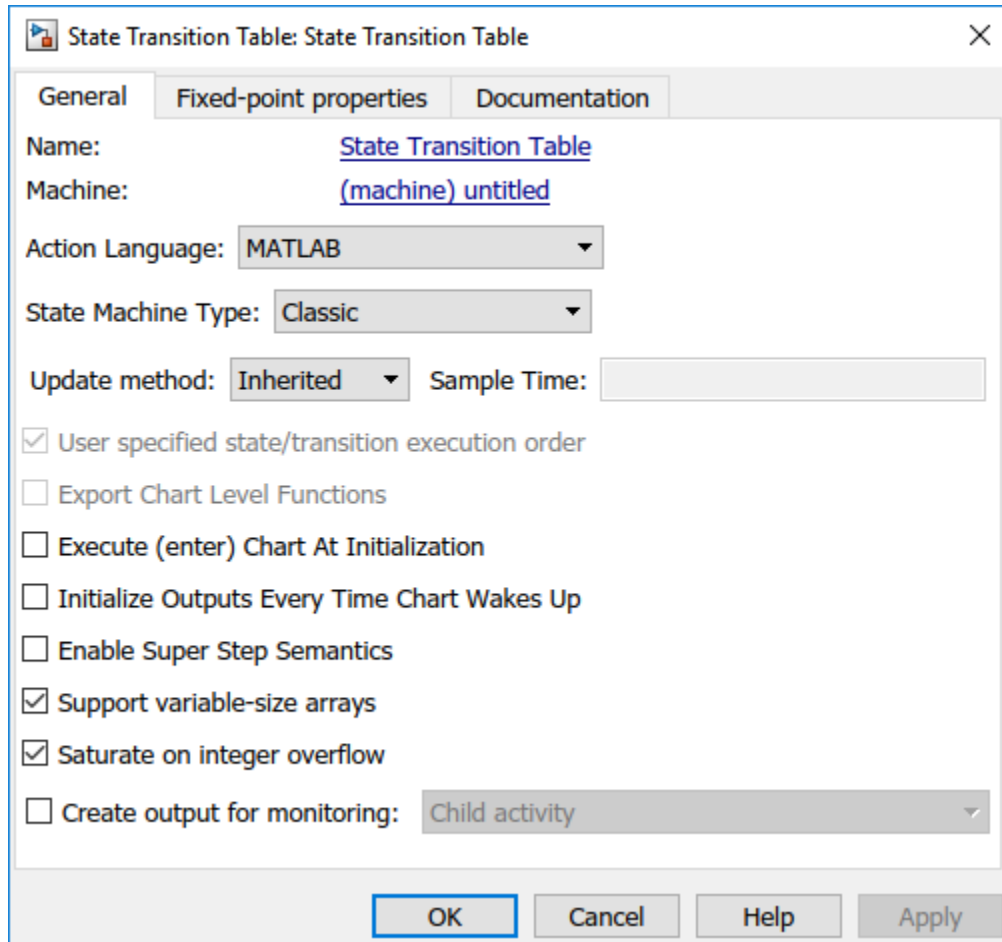 State Transition Table: State Transition Table
General Fixed-point properties Documentation
Name: State Transition Table
Machine: (machine) untitled
Action Language: MATLAB
State Machine Type: Classic
Update method: Inherited Sample Time:
User specified state/transition execution order
Export Chart Level Functions
Execute (enter) Chart At Initialization
Initialize Outputs Every Time Chart Wakes Up
Enable Super Step Semantics
Support variable-size arrays
Saturate on integer overflow
Create output for monitoring: Child activity
OK Cancel Help Apply